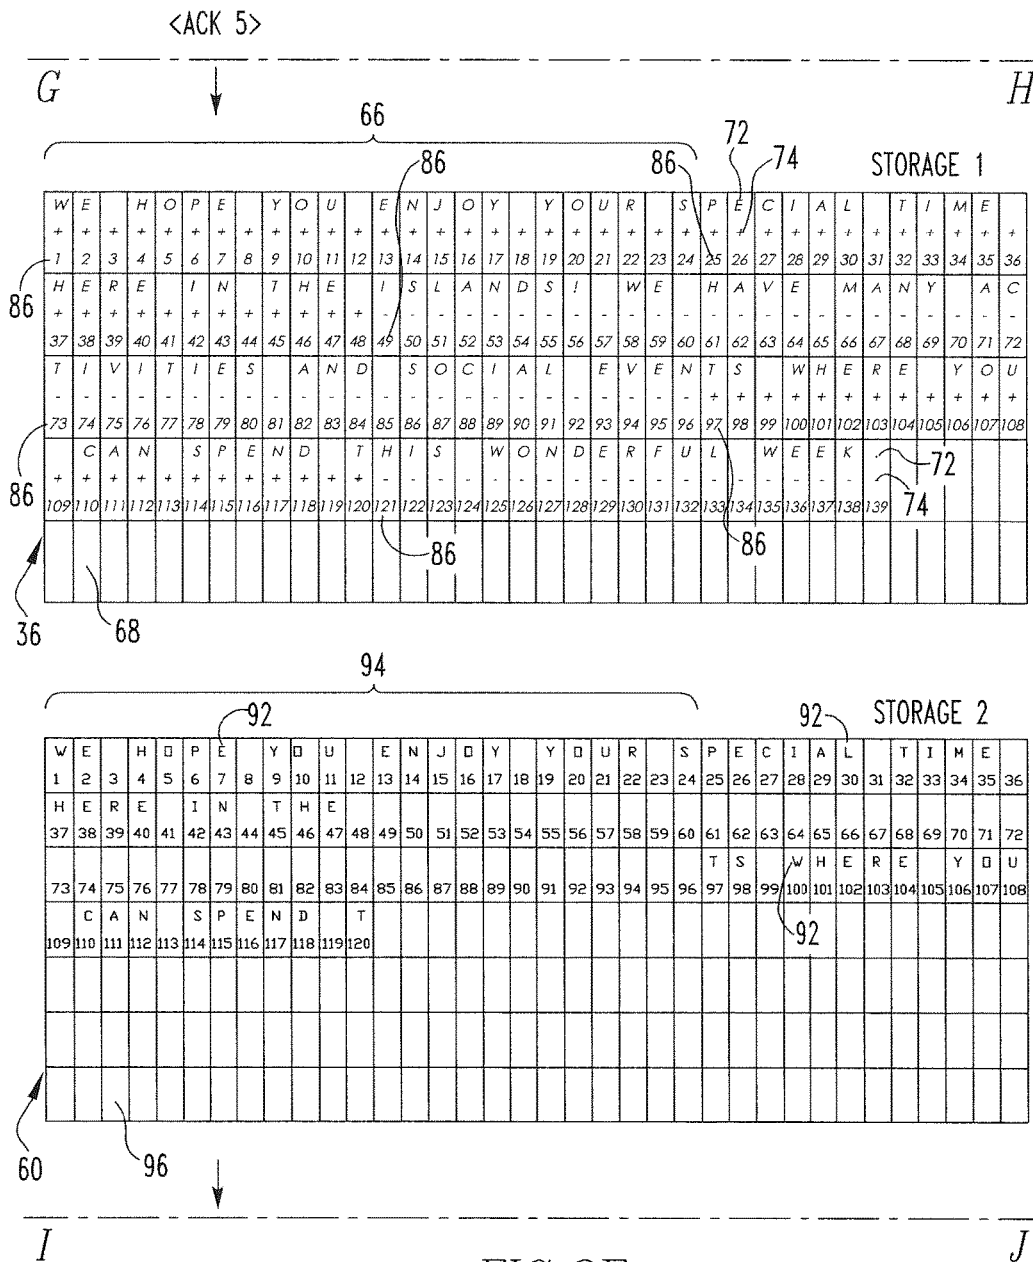 <ACK 5>
G H
66
86 86 72 74 STORAGE 1
W E H O P E Y O U E N J O Y Y O U R S P E C I A L T I M E
+ + + + + + + + + + + + + + + + + + + + + + + + + + + + + + + + + + + +
1 2 3 4 5 6 7 8 9 10 11 12 13 14 15 16 17 18 19 20 21 22 23 24 25 26 27 28 29 30 31 32 33 34 35 36
86
H E R E I N T H E I S L A N D S ! W E H A V E M A N Y A C
+ + + + + + + + + + + + - - - - - - - - - - - - - - - - - - - - - - - -
37 38 39 40 41 42 43 44 45 46 47 48 49 50 51 52 53 54 55 56 57 58 59 60 61 62 63 64 65 66 67 68 69 70 71 72
T I V I T I E S A N D S O C I A L E V E N T S W H E R E Y O U
- - - - - - - - - - - - - - - - - - - - - - - - + + + + + + + + + + + +
73 74 75 76 77 78 79 80 81 82 83 84 85 86 87 88 89 90 91 92 93 94 95 96 97 98 99 100 101 102 103 104 105 106 107 108
C A N S P E N D T H I S W O N D E R F U L W E E K . 72
86 + + + + + + + + + + + + - - - - - - - - - - - - - - - - - - - 74
109 110 111 112 113 114 115 116 117 118 119 120 121 122 123 124 125 126 127 128 129 130 131 132 133 134 135 136 137 138 139
86 86
36 68
94
92 92 STORAGE 2
W E H O P E Y O U E N J O Y Y O U R S P E C I A L T I M E
1 2 3 4 5 6 7 8 9 10 11 12 13 14 15 16 17 18 19 20 21 22 23 24 25 26 27 28 29 30 31 32 33 34 35 36
H E R E I N T H E
37 38 39 40 41 42 43 44 45 46 47 48 49 50 51 52 53 54 55 56 57 58 59 60 61 62 63 64 65 66 67 68 69 70 71 72
T S W H E R E Y O U
73 74 75 76 77 78 79 80 81 82 83 84 85 86 87 88 89 90 91 92 93 94 95 96 97 98 99 100 101 102 103 104 105 106 107 108
C A N S P E N D T
109 110 111 112 113 114 115 116 117 118 119 120
92
60 96
I J